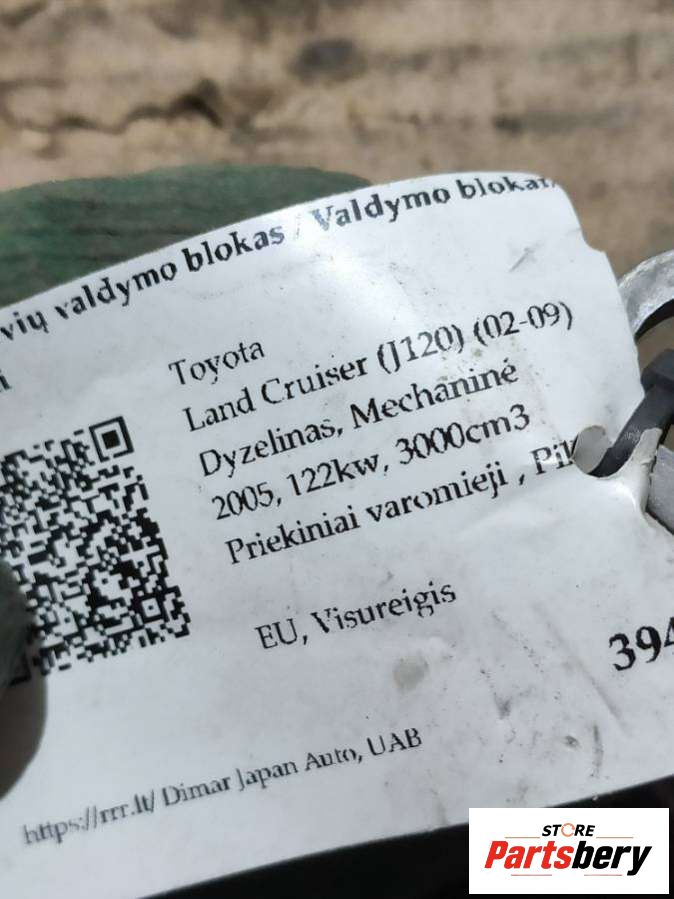 vių valdymo blokas / Valdymo blokai,
i
Toyota
Land Cruiser (J120) (02-09)
Dyzelinas, Mechaninė
2005, 122kw, 3000cm3
Priekiniai varomieji , Pil
EU, Visureigis
394
https://rrr.lt/ Dimar Japan Auto, UAB
STORE
Partsbery